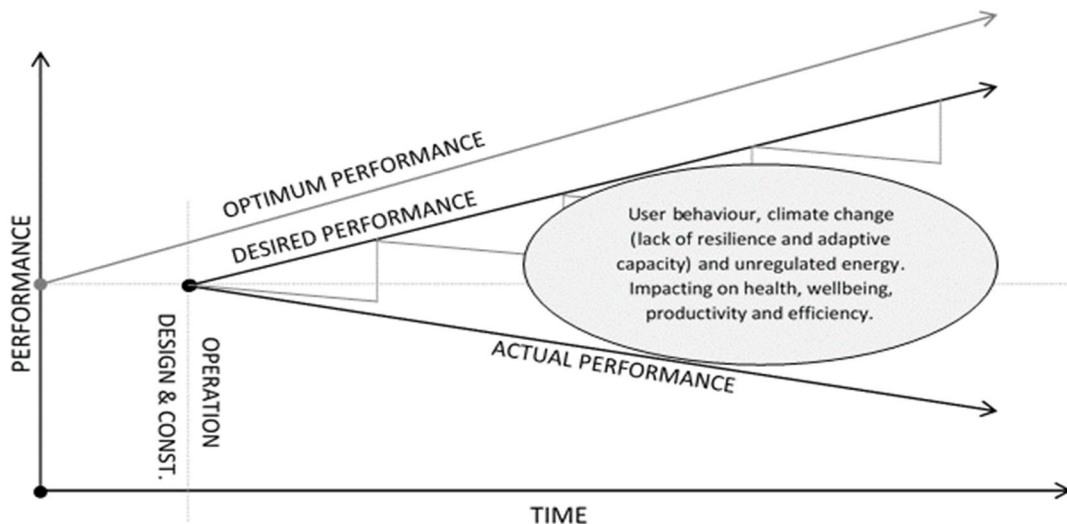 OPTIMUM PERFORMANCE
DESIRED PERFORMANCE
User behaviour, climate change
(lack of resilience and adaptive
capacity) and unregulated energy.
Impacting on health, wellbeing,
productivity and efficiency.
ACTUAL PERFORMANCE
PERFORMANCE
DESIGN & CONST.
OPERATION
TIME